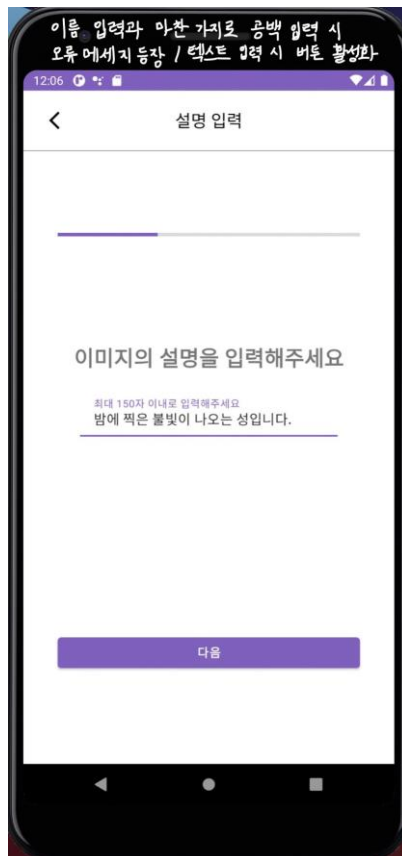 이름 입력과 마찬가지로 공백 입력 시
오류 메세지 등장 / 텍스트 입력 시 버튼 활성화
12:06
설명 입력
이미지의 설명을 입력해주세요
최대 150자 이내로 입력해주세요
밤에 찍은 불빛이 나오는 성입니다.
다음